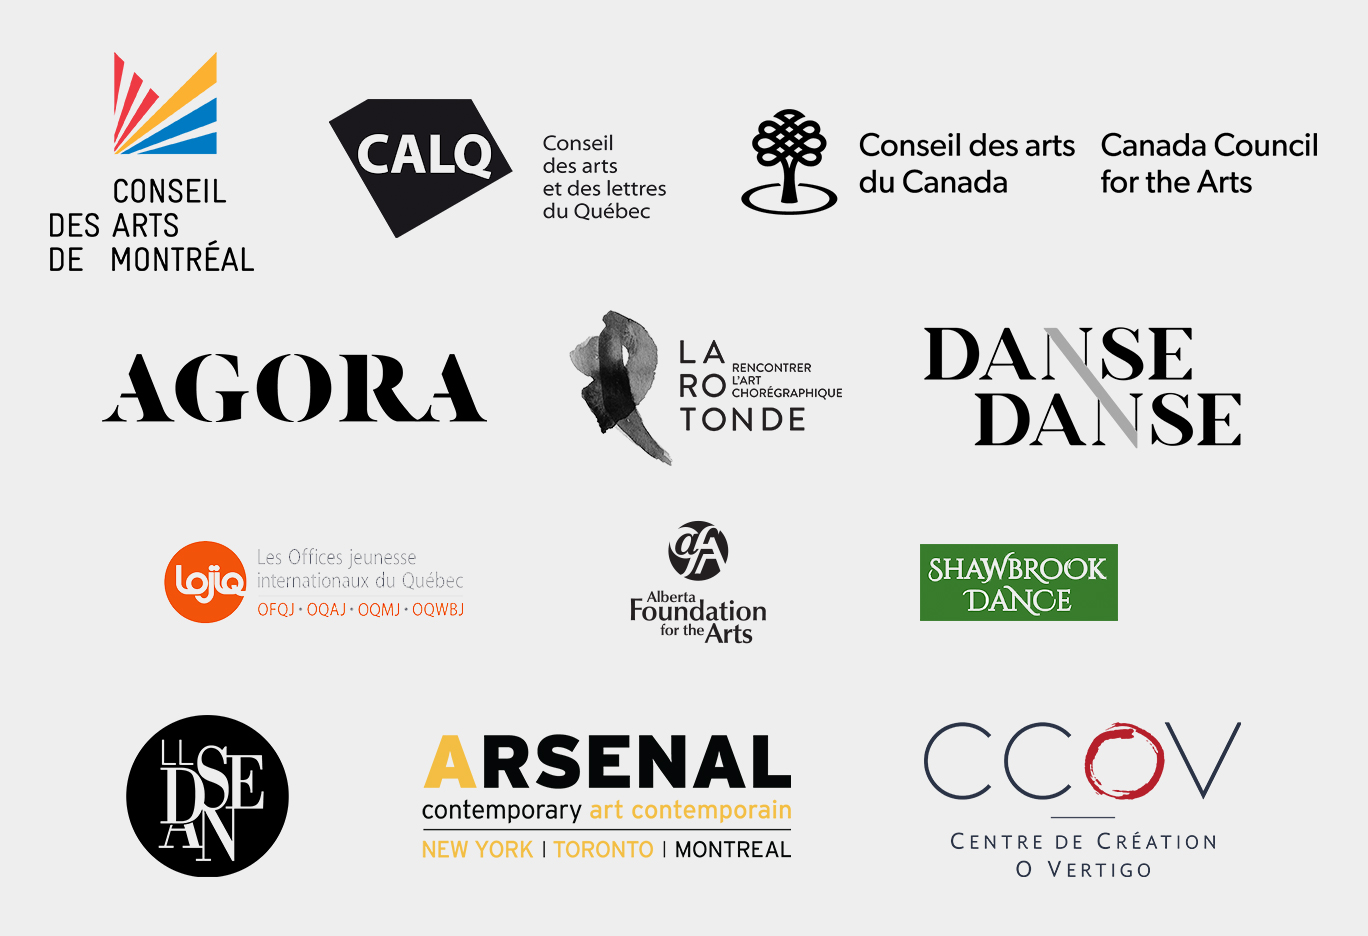 CONSEIL
DES ARTS
DE MONTRÉAL
CALQ
Conseil
des arts
et des lettres
du Québec
Conseil des arts
du Canada
Canada Council
for the Arts
AGORA
LA
RO
TONDE
RENCONTRER
L'ART
CHORÉGRAPHIQUE
DANSE
DANSE
lojiq
Les Offices jeunesse
internationaux du Québec
OFQJ • OQAJ • OQMJ • OQWBJ
afa
Alberta
Foundation
for the Arts
SHAWBROOK
DANCE
LL
DANSE
ARSENAL
contemporary art contemporain
NEW YORK | TORONTO | MONTREAL
CCOV
CENTRE DE CRÉATION
O VERTIGO